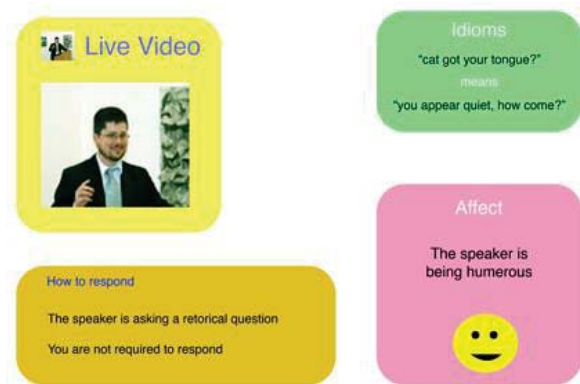 Live Video
Idioms
“cat got your tongue?”
means
“you appear quiet, how come?”
Affect
The speaker is
being humerous
How to respond
The speaker is asking a retorical question
You are not required to respond